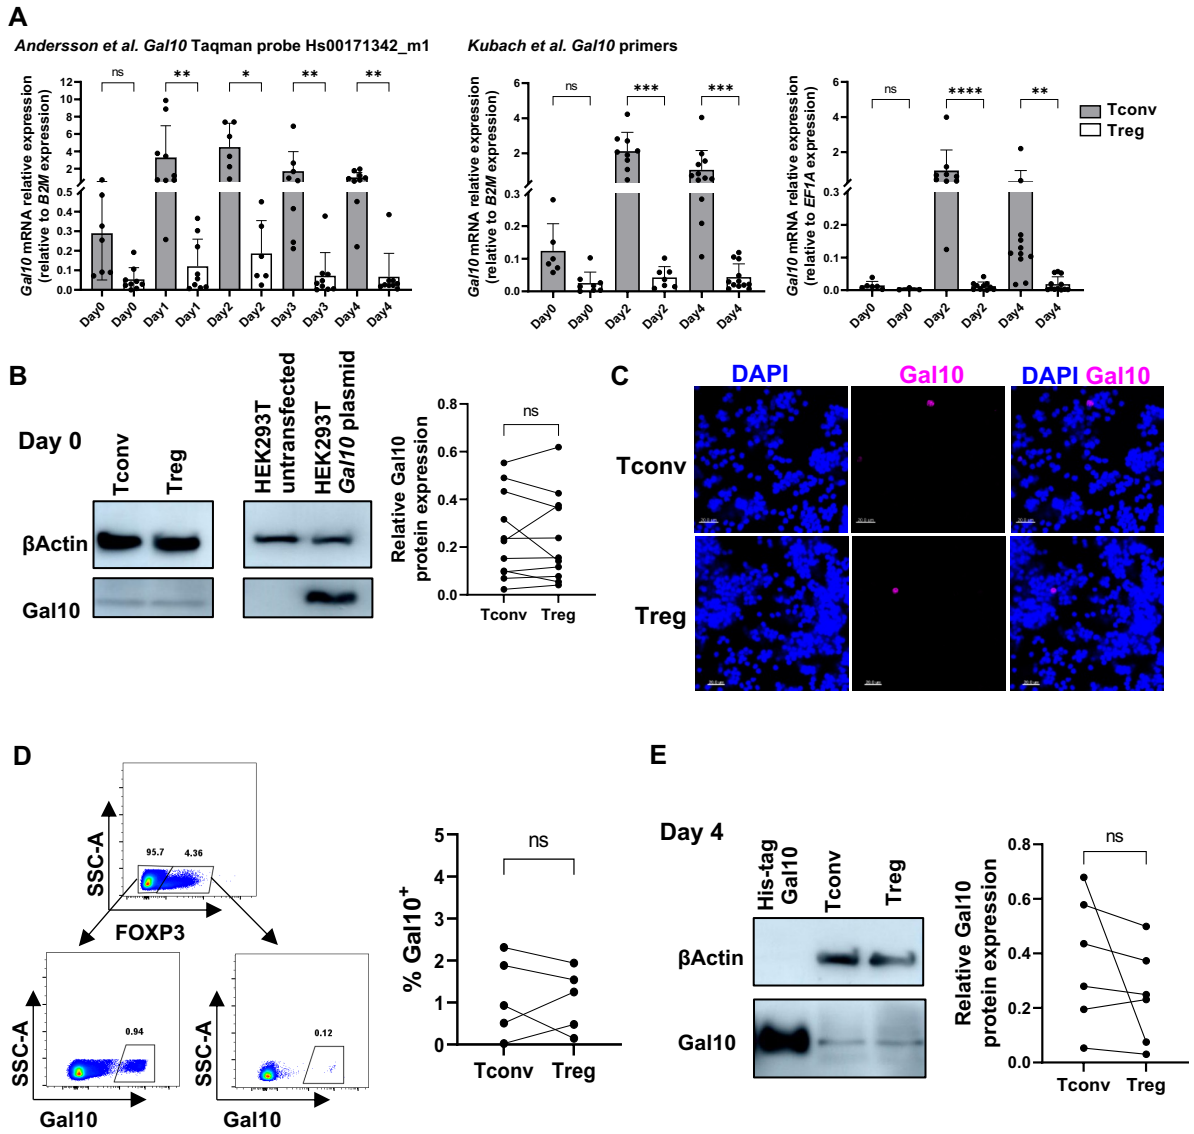 A
Andersson et al. Gal10 Taqman probe Hs00171342_m1
Kubach et al. Gal10 primers
Gal10 mRNA relative expression
(relative to B2M expression)
12
10
8
6
4
2
0.5
0.4
0.3
0.2
0.1
0.0
ns
**
*
**
**
Day0
Day0
Day1
Day1
Day2
Day2
Day3
Day3
Day4
Day4
Gal10 mRNA relative expression
(relative to B2M expression)
6
4
2
0.3
0.2
0.1
0.0
ns
***
***
Day0
Day0
Day2
Day2
Day4
Day4
Gal10 mRNA relative expression
(relative to EF1A expression)
6
4
2
0.3
0.2
0.1
0.0
ns
****
**
Day0
Day0
Day2
Day2
Day4
Day4
Tconv
Treg
B
Day 0
Tconv
Treg
HEK293T
untransfected
HEK293T
Gal10 plasmid
βActin
Gal10
Relative Gal10
protein expression
0.8
0.6
0.4
0.2
0.0
ns
Tconv
Treg
C
DAPI
Gal10
DAPI Gal10
Tconv
Treg
D
SSC-A
95.7
4.36
FOXP3
SSC-A
0.94
Gal10
SSC-A
0.12
Gal10
% Gal10+
5
4
3
2
1
0
ns
Tconv
Treg
E
Day 4
His-tag
Gal10
Tconv
Treg
βActin
Gal10
Relative Gal10
protein expression
0.8
0.6
0.4
0.2
0.0
ns
Tconv
Treg